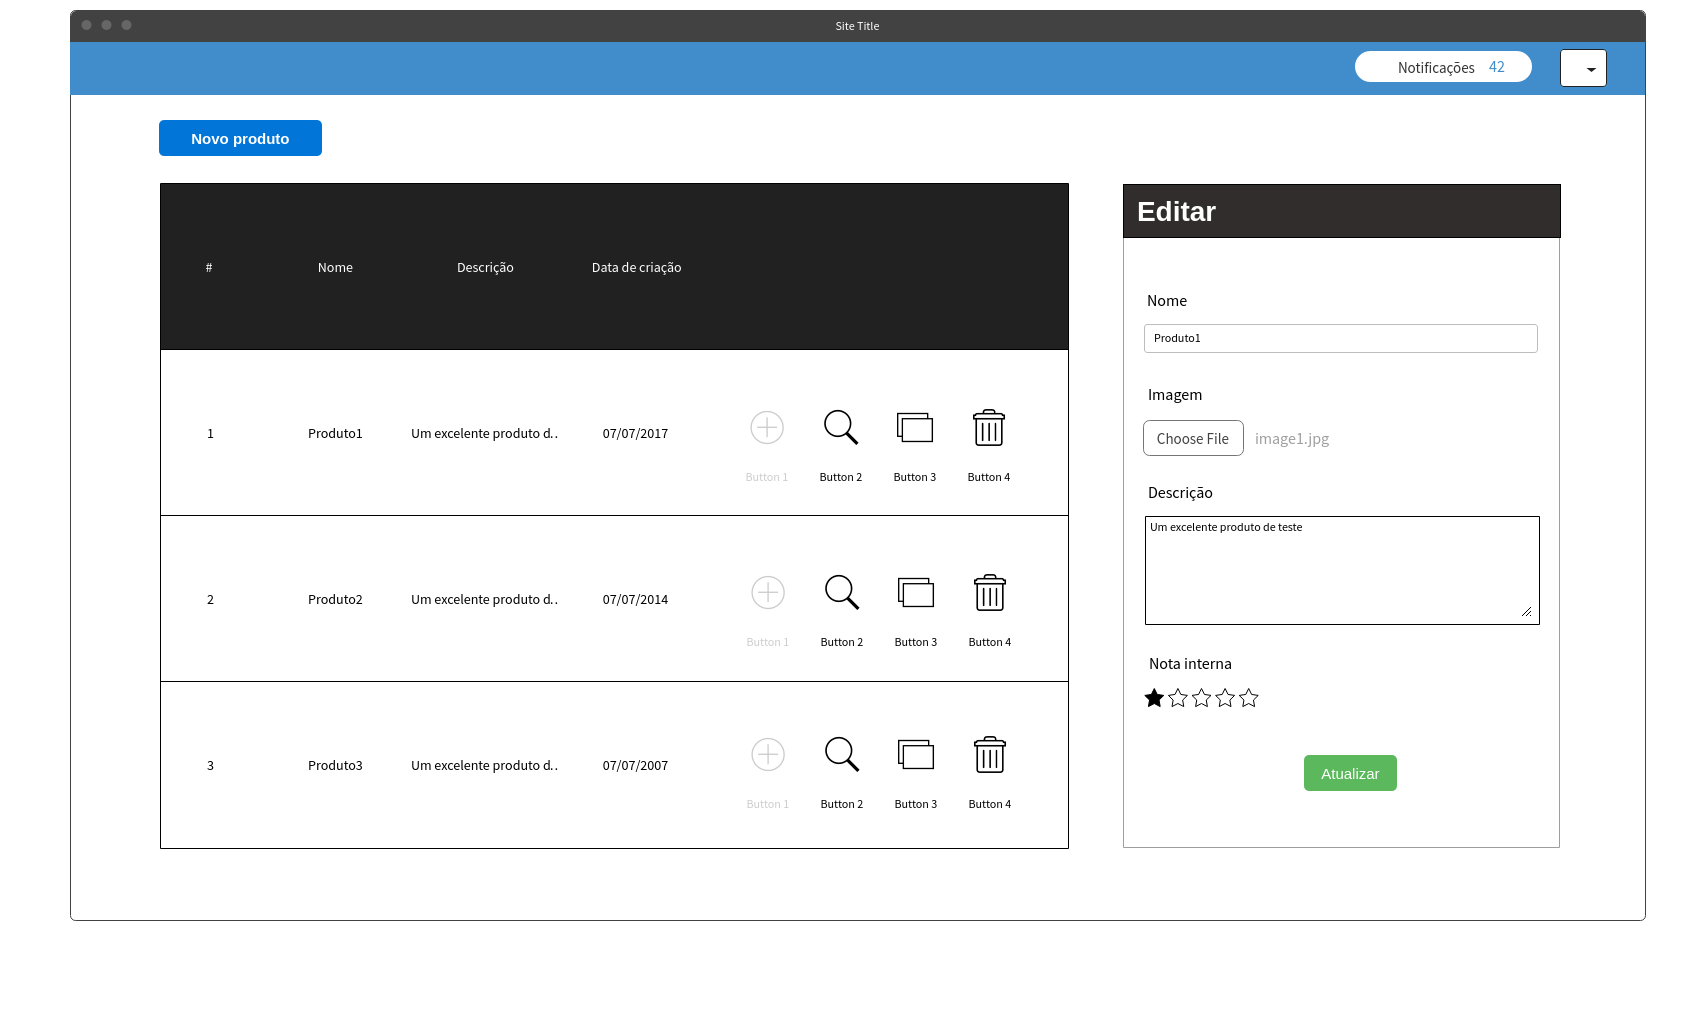 Site Title
Notificações 42
Novo produto
# Nome Descrição Data de criação
1 Produto1 Um excelente produto d.. 07/07/2017
Button 1 Button 2 Button 3 Button 4
2 Produto2 Um excelente produto d.. 07/07/2014
Button 1 Button 2 Button 3 Button 4
3 Produto3 Um excelente produto d.. 07/07/2007
Button 1 Button 2 Button 3 Button 4
Editar
Nome
Produto1
Imagem
Choose File image1.jpg
Descrição
Um excelente produto de teste
Nota interna
Atualizar